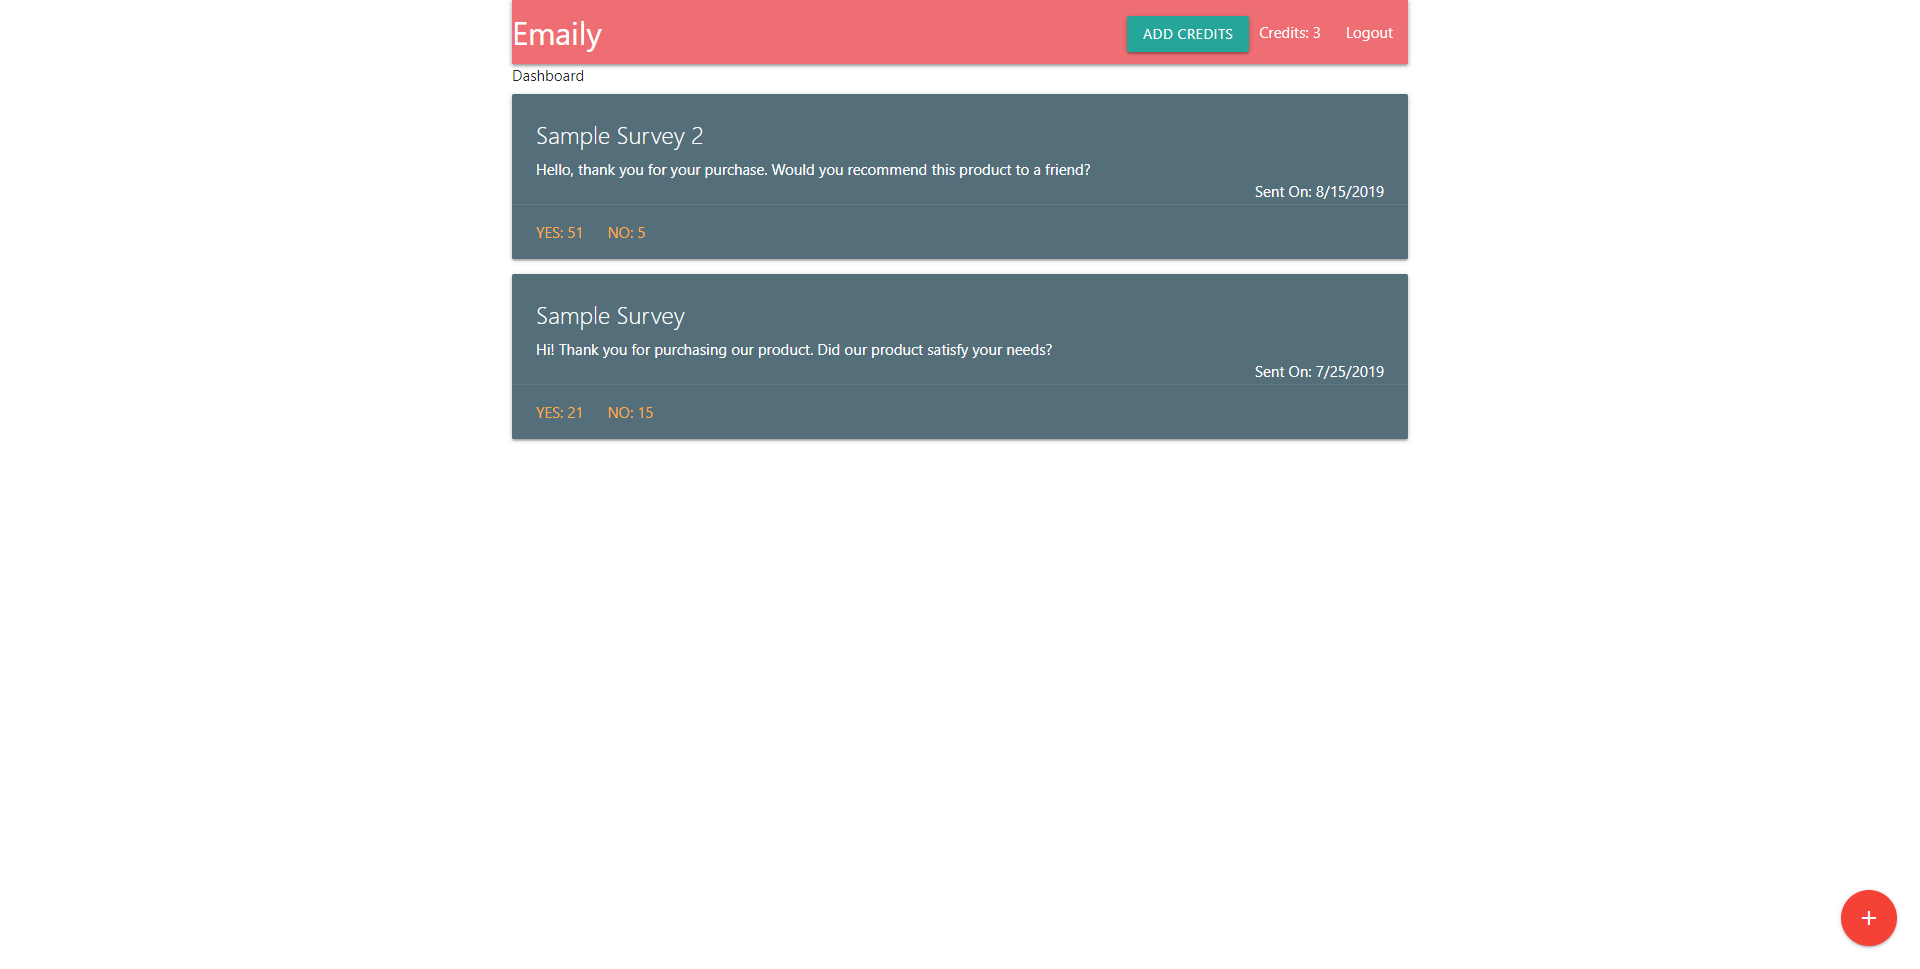 Emaily
ADD CREDITS Credits: 3 Logout
Dashboard
Sample Survey 2
Hello, thank you for your purchase. Would you recommend this product to a friend?
Sent On: 8/15/2019
YES: 51 NO: 5
Sample Survey
Hi! Thank you for purchasing our product. Did our product satisfy your needs?
Sent On: 7/25/2019
YES: 21 NO: 15
+